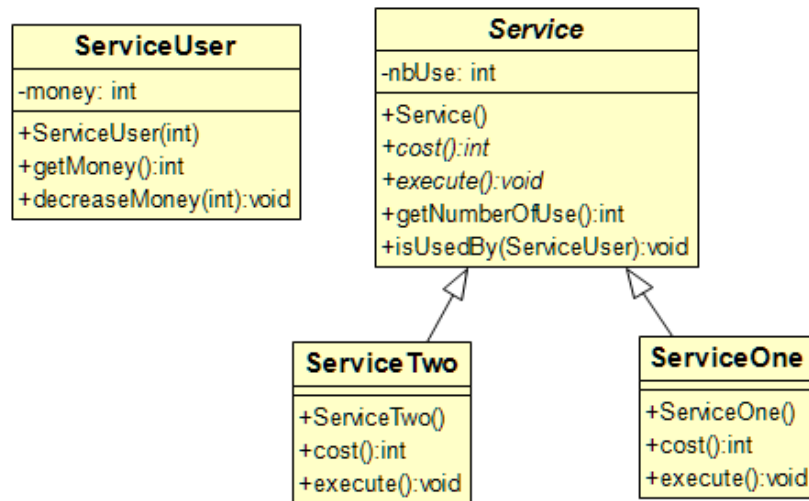 ServiceUser
-money: int
+ServiceUser(int)
+getMoney():int
+decreaseMoney(int):void
Service
-nbUse: int
+Service()
+cost():int
+execute():void
+getNumberOfUse():int
+isUsedBy(ServiceUser):void
ServiceTwo
+ServiceTwo()
+cost():int
+execute():void
ServiceOne
+ServiceOne()
+cost():int
+execute():void